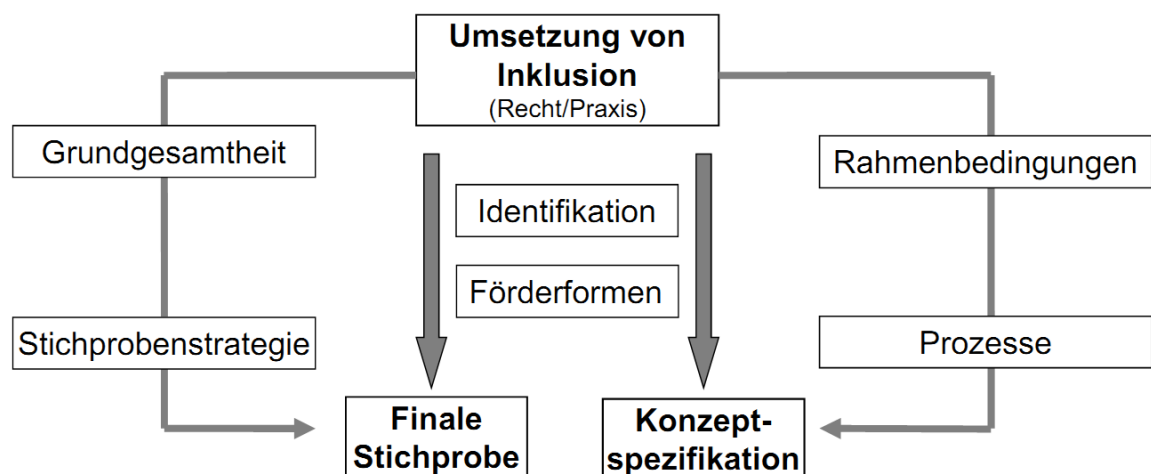 Umsetzung von
Inklusion
(Recht/Praxis)
Grundgesamtheit
Rahmenbedingungen
Identifikation
Förderformen
Stichprobenstrategie
Prozesse
Finale
Stichprobe
Konzept-
spezifikation